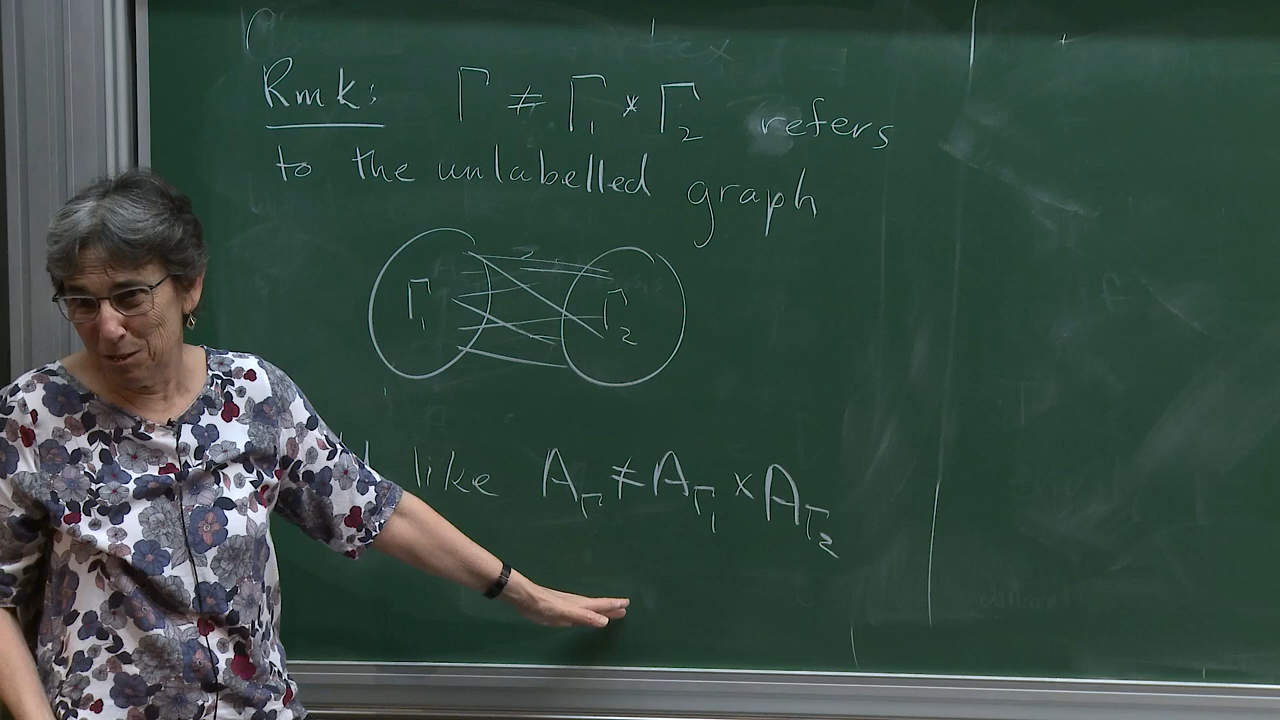 Rmk: Γ ≠ Γ₁ * Γ₂ refers
to the unlabelled graph
Γ₁ Γ₂
like A_Γ ≠ A_Γ₁ × A_Γ₂